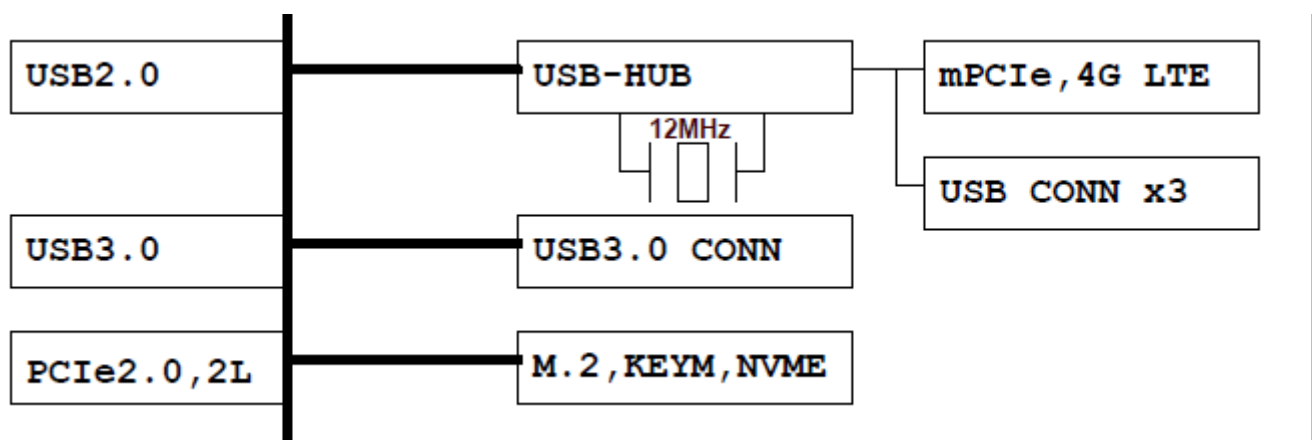 USB2.0
USB-HUB
mPCIe,4G LTE
12MHz
USB CONN x3
USB3.0
USB3.0 CONN
PCIe2.0,2L
M.2,KEYM,NVME